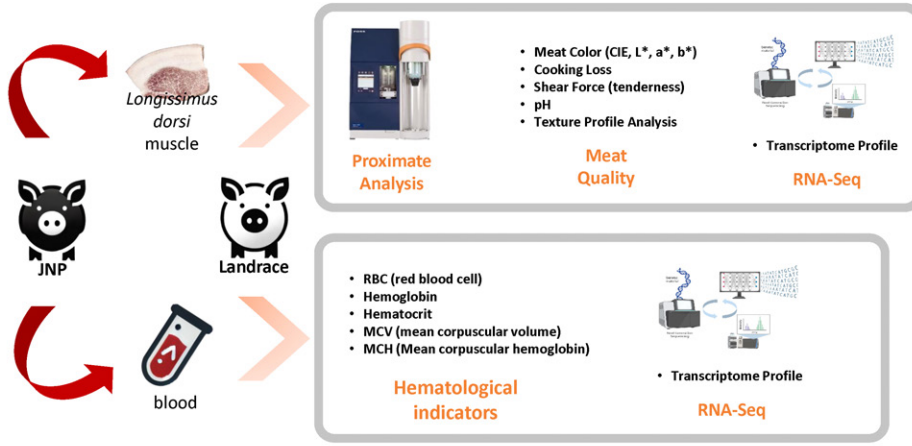 Longissimus
dorsi
muscle
JNP
Landrace
blood
Proximate
Analysis
• Meat Color (CIE, L*, a*, b*)
• Cooking Loss
• Shear Force (tenderness)
• pH
• Texture Profile Analysis
Meat
Quality
• Transcriptome Profile
RNA-Seq
• RBC (red blood cell)
• Hemoglobin
• Hematocrit
• MCV (mean corpuscular volume)
• MCH (Mean corpuscular hemoglobin)
Hematological
indicators
• Transcriptome Profile
RNA-Seq